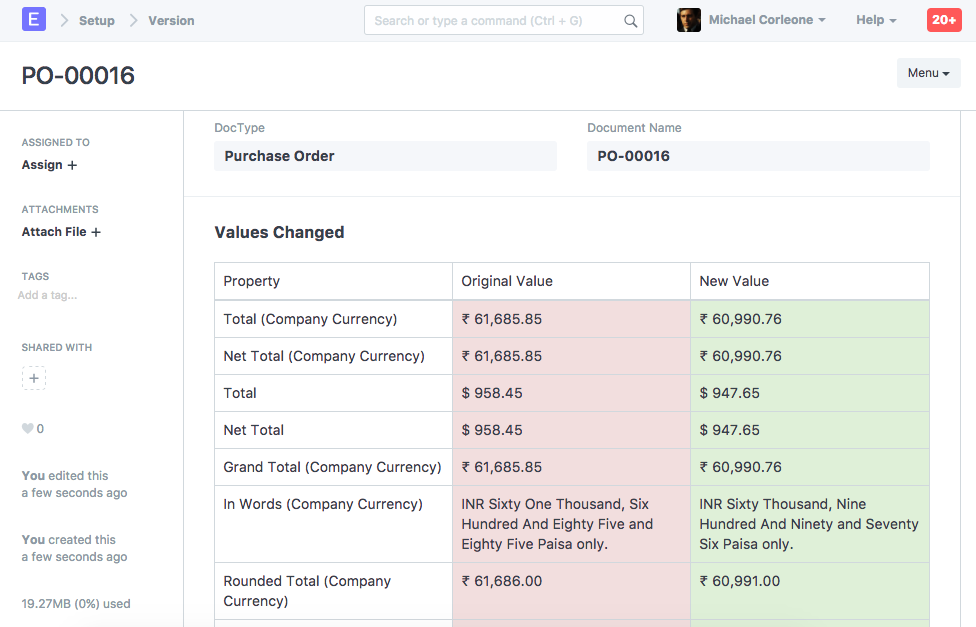 E Setup Version Search or type a command (Ctrl + G) Michael Corleone Help 20+
PO-00016 Menu
ASSIGNED TO
Assign +
ATTACHMENTS
Attach File +
TAGS
Add a tag...
SHARED WITH
+
0
You edited this
a few seconds ago
You created this
a few seconds ago
19.27MB (0%) used
DocType Document Name
Purchase Order PO-00016
Values Changed
Property Original Value New Value
Total (Company Currency) ₹ 61,685.85 ₹ 60,990.76
Net Total (Company Currency) ₹ 61,685.85 ₹ 60,990.76
Total $ 958.45 $ 947.65
Net Total $ 958.45 $ 947.65
Grand Total (Company Currency) ₹ 61,685.85 ₹ 60,990.76
In Words (Company Currency) INR Sixty One Thousand, Six INR Sixty Thousand, Nine
Hundred And Eighty Five and Hundred And Ninety and Seventy
Eighty Five Paisa only. Six Paisa only.
Rounded Total (Company ₹ 61,686.00 ₹ 60,991.00
Currency)